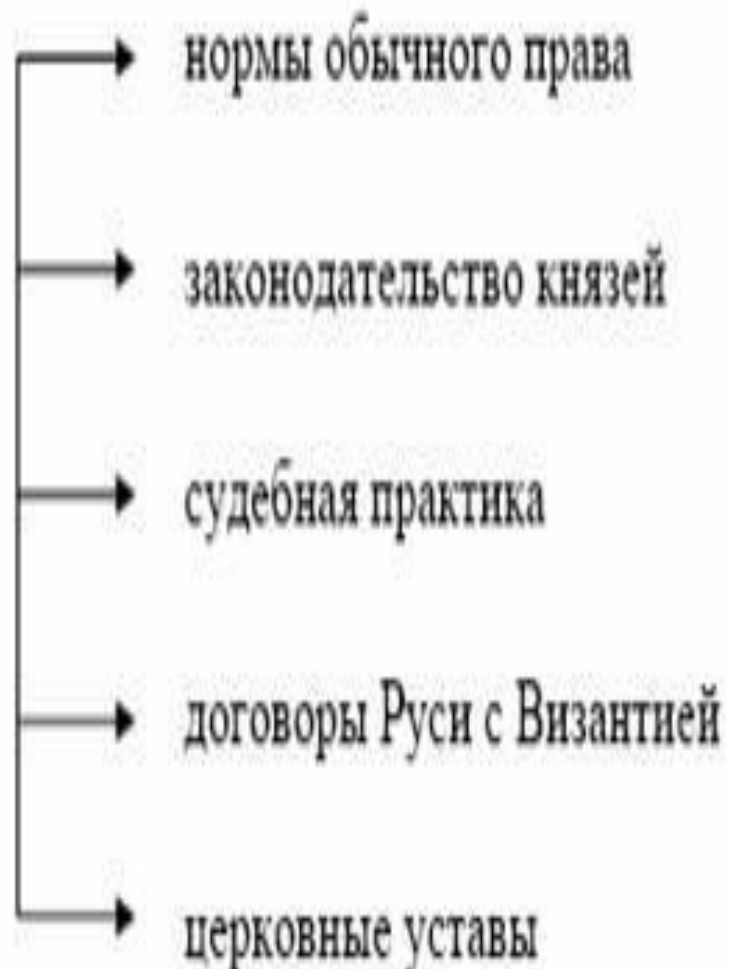 нормы обычного права
законодательство князей
судебная практика
договоры Руси с Византией
церковные уставы